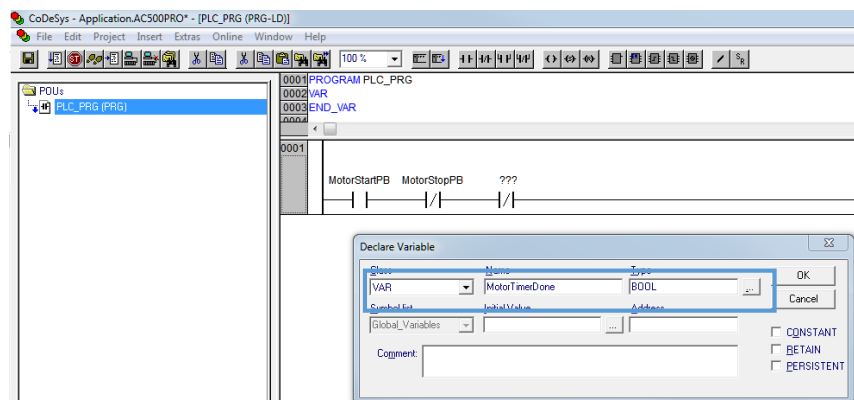 CoDeSys - Application.AC500PRO* - [PLC_PRG (PRG-LD)]
File Edit Project Insert Extras Online Window Help
100 %
POUs
PLC_PRG (PRG)
0001 PROGRAM PLC_PRG
0002 VAR
0003 END_VAR
0004
0001
MotorStartPB MotorStopPB ???
Declare Variable
Class Name Type
VAR MotorTimerDone BOOL ...
OK
Symbol list Initial Value Address
Cancel
Global_Variables ...
CONSTANT
Comment:
RETAIN
PERSISTENT